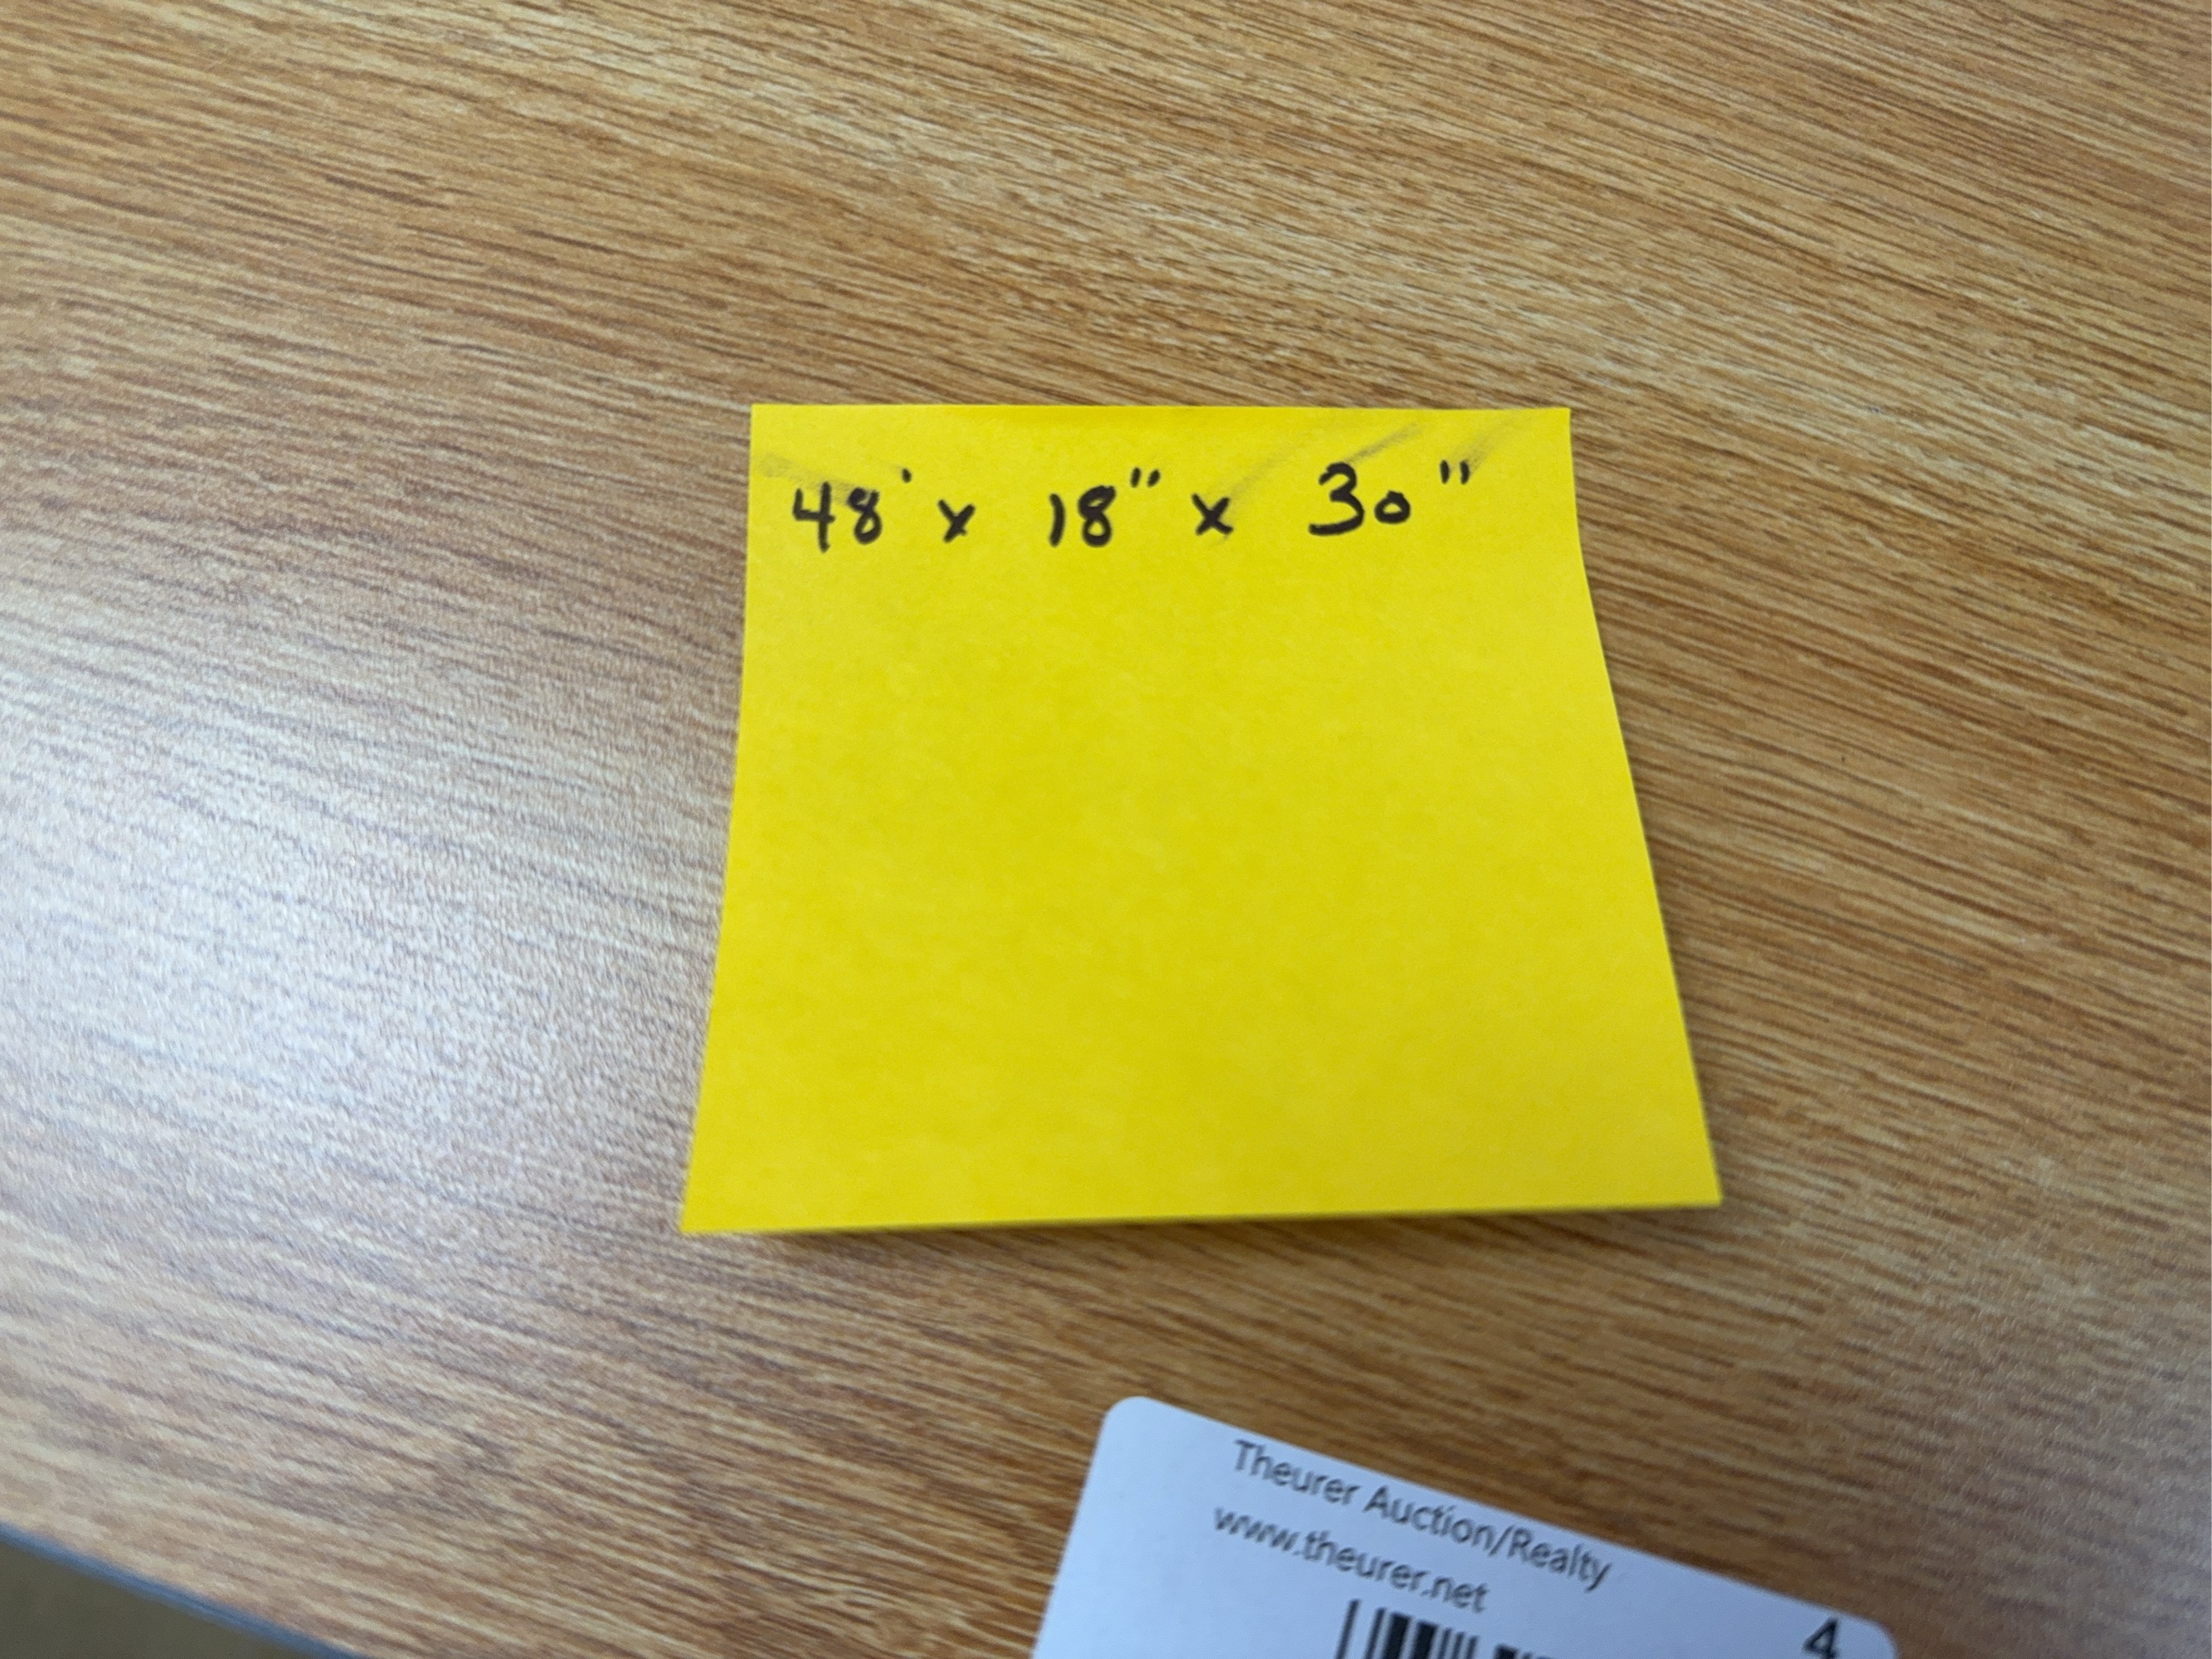 48' x 18" x 30"
Theurer Auction/Realty
www.theurer.net
4